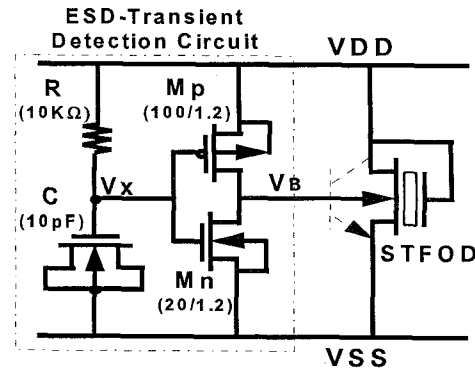 ESD-Transient
Detection Circuit
VDD
R
(10KΩ)
Mp
(100/1.2)
C
(10pF)
Vx
VB
STFOD
Mn
(20/1.2)
VSS